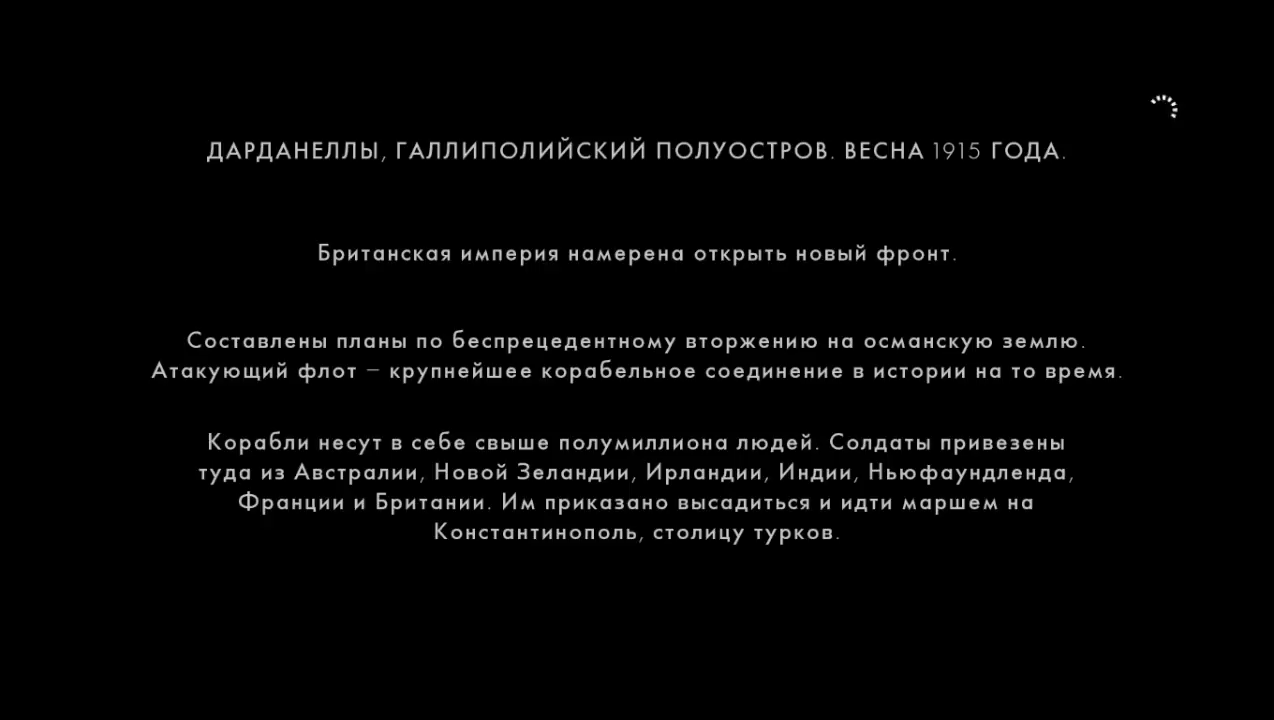 ДАРДАНЕЛЛЫ, ГАЛЛИПОЛИЙСКИЙ ПОЛУОСТРОВ. ВЕСНА 1915 ГОДА.
Британская империя намерена открыть новый фронт.
Составлены планы по беспрецедентному вторжению на османскую землю.
Атакующий флот – крупнейшее корабельное соединение в истории на то время.
Корабли несут в себе свыше полумиллиона людей. Солдаты привезены
туда из Австралии, Новой Зеландии, Ирландии, Индии, Ньюфаундленда,
Франции и Британии. Им приказано высадиться и идти маршем на
Константинополь, столицу турков.